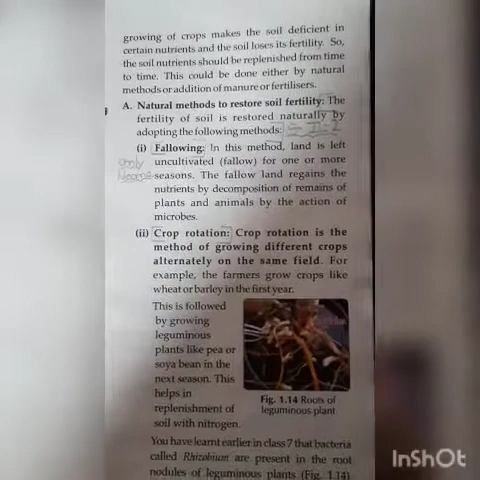 growing of crops makes the soil deficient in
certain nutrients and the soil loses its fertility. So,
the soil nutrients should be replenished from time
to time. This could be done either by natural
methods or addition of manure or fertilisers.
A. Natural methods to restore soil fertility: The
fertility of soil is restored naturally by
adopting the following methods:
(i) Fallowing: In this method, land is left
only uncultivated (fallow) for one or more
seasons. The fallow land regains the
nutrients by decomposition of remains of
plants and animals by the action of
microbes.
(ii) Crop rotation: Crop rotation is the
method of growing different crops
alternately on the same field. For
example, the farmers grow crops like
wheat or barley in the first year.
This is followed
by growing
leguminous
plants like pea or
soya bean in the
next season. This
helps in
replenishment of
soil with nitrogen.
Fig. 1.14 Roots of
leguminous plant
You have learnt earlier in class 7 that bacteria
called Rhizobium are present in the root
nodules of leguminous plants (Fig. 1.14)
InShOt